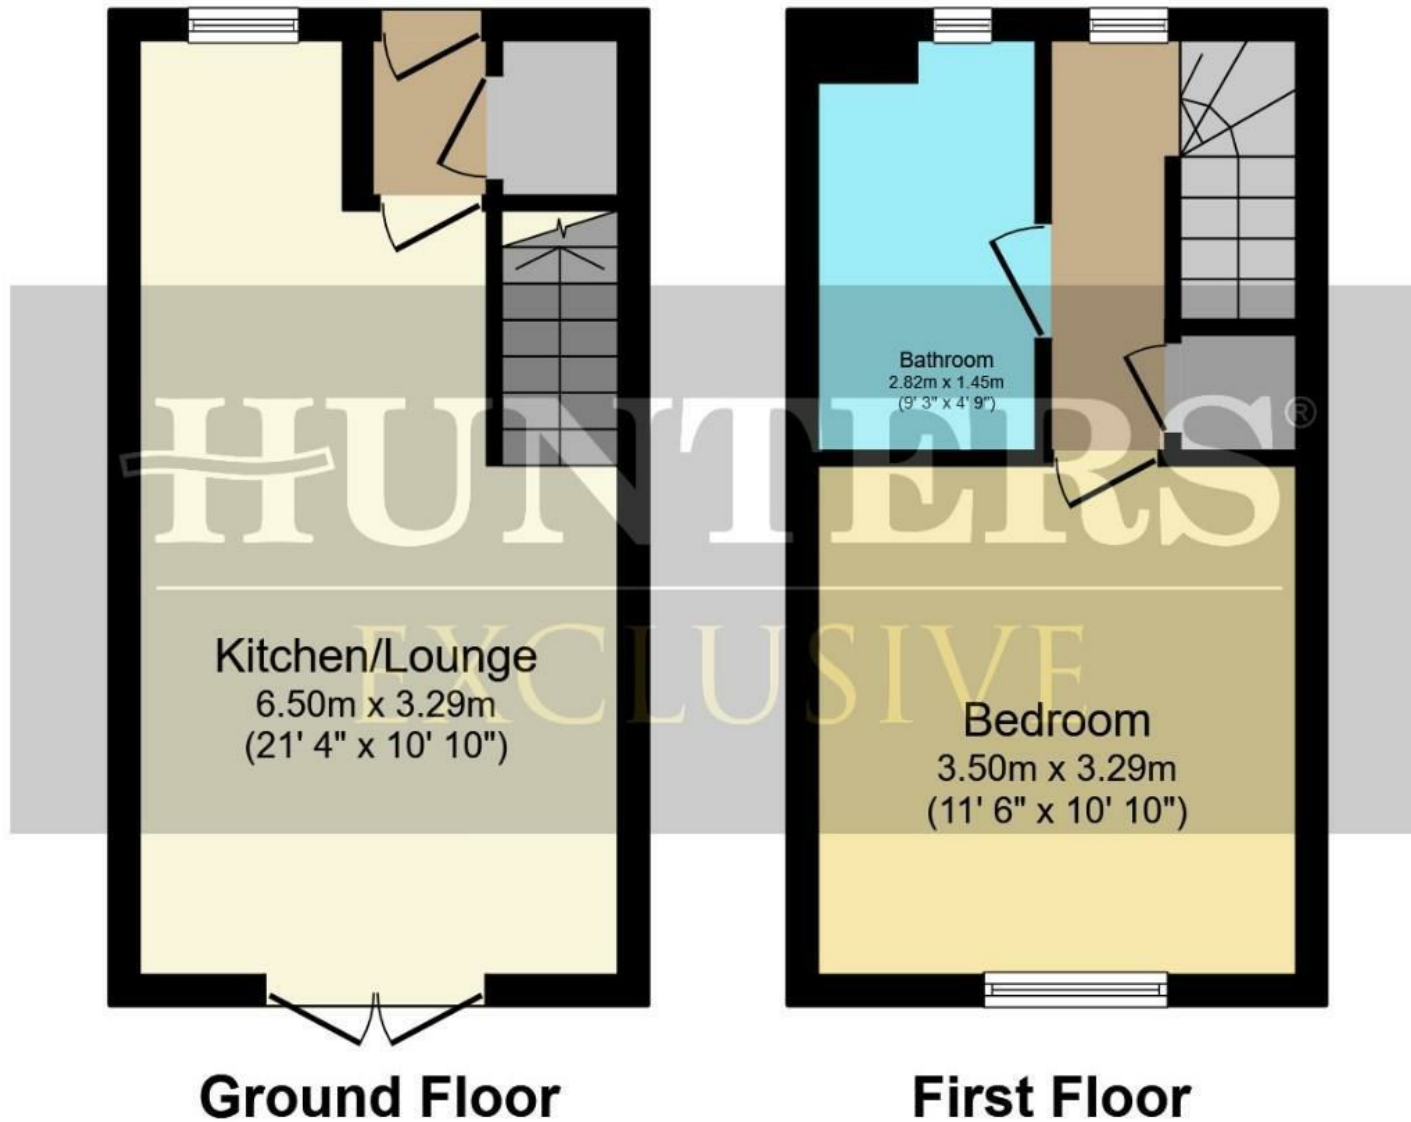 Bathroom
2.82m x 1.45m
(9' 3" x 4' 9")
HUNTERS®
EXCLUSIVE
Kitchen/Lounge
6.50m x 3.29m
(21' 4" x 10' 10")
Bedroom
3.50m x 3.29m
(11' 6" x 10' 10")
Ground Floor
First Floor